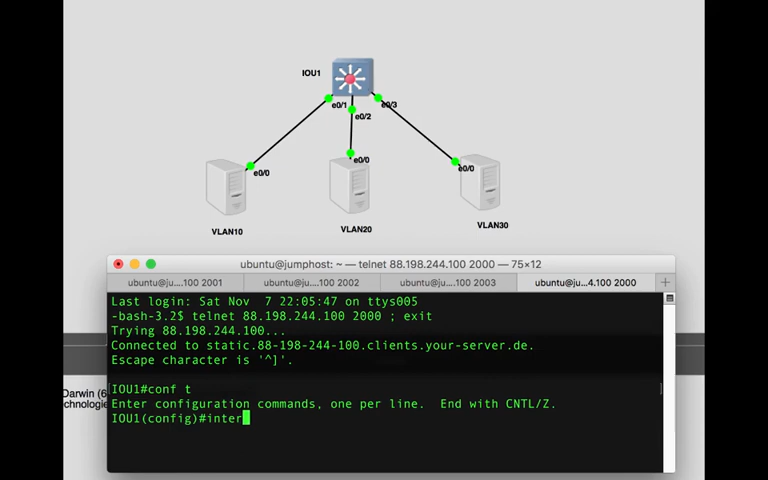 IOU1
e0/1
e0/3
e0/2
e0/0
e0/0
e0/0
VLAN10
VLAN20
VLAN30
ubuntu@jumphost: ~ — telnet 88.198.244.100 2000 — 75×12
ubuntu@ju....100 2001
ubuntu@ju....100 2002
ubuntu@ju....100 2003
ubuntu@ju....4.100 2000
+
Last login: Sat Nov  7 22:05:47 on ttys005
-bash-3.2$ telnet 88.198.244.100 2000 ; exit
Trying 88.198.244.100...
Connected to static.88-198-244-100.clients.your-server.de.
Escape character is '^]'.
[IOU1#conf t ]
Enter configuration commands, one per line.  End with CNTL/Z.
IOU1(config)#inter
Darwin (6
chnologie